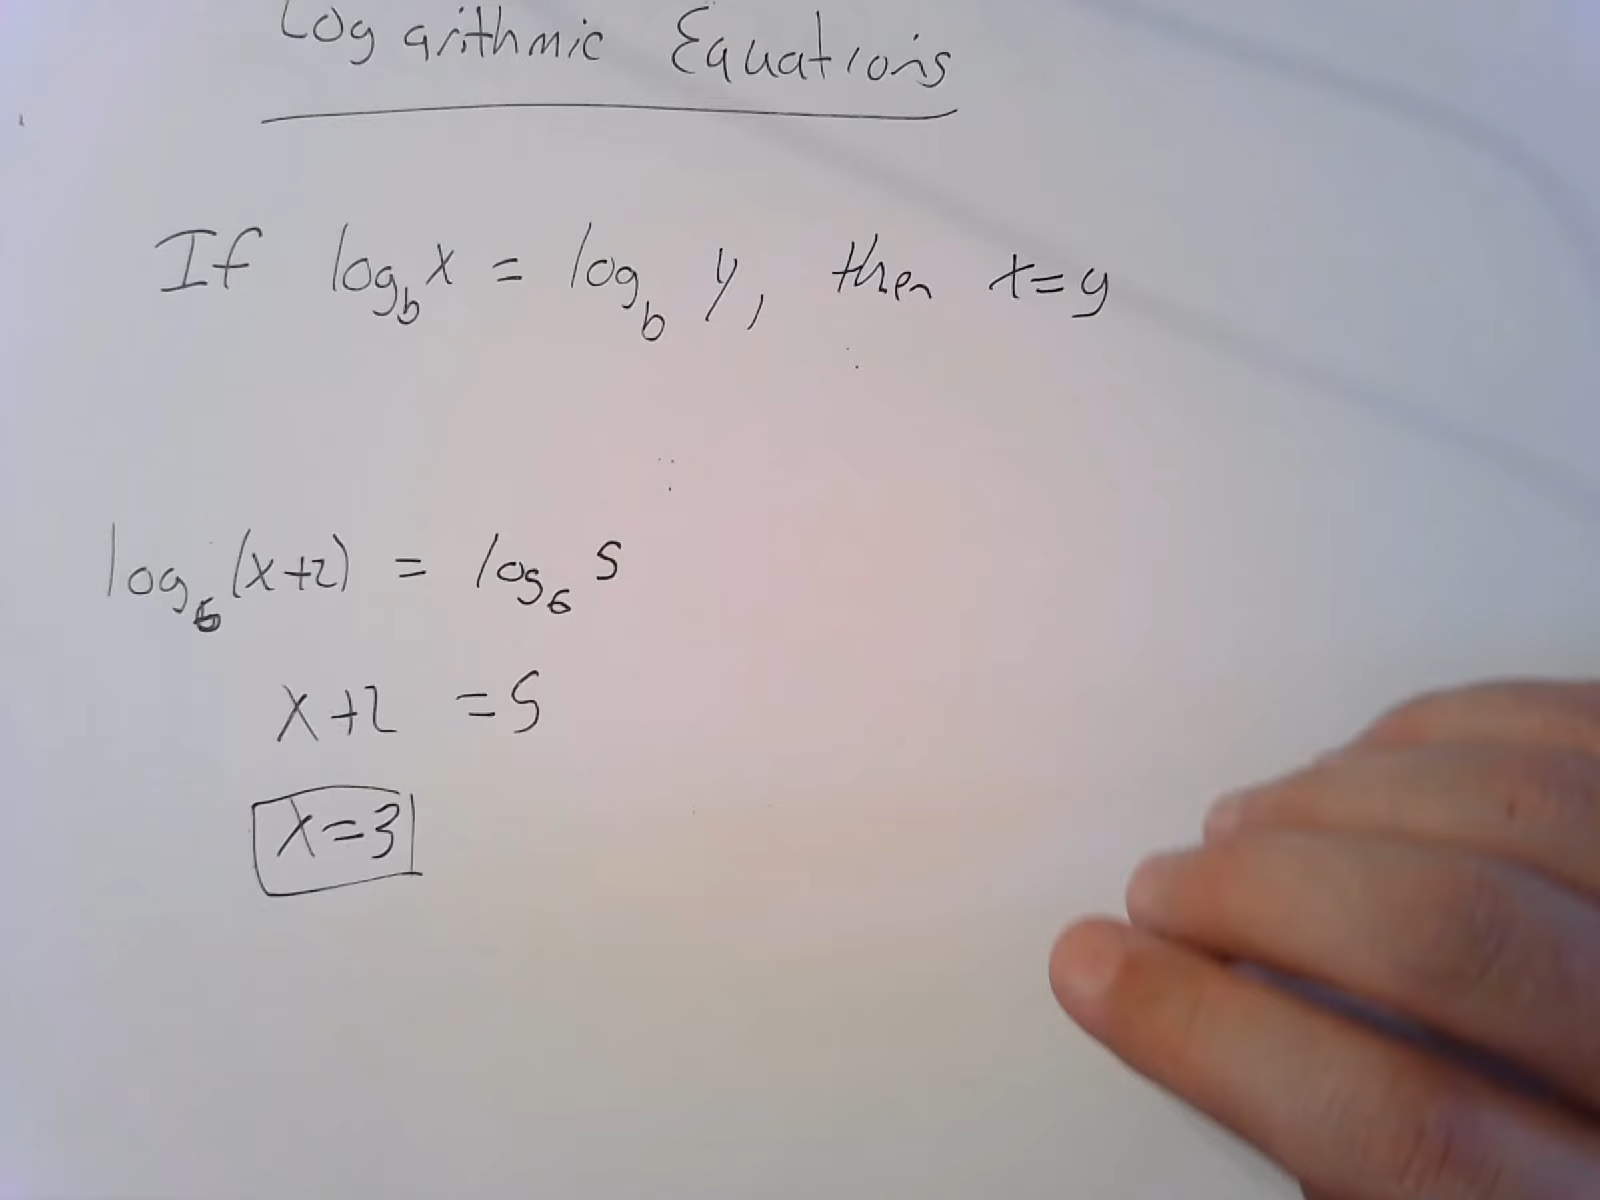 Logarithmic Equations
If log_b x = log_b y, then x=y
log_6 (x+2) = log_6 5
x+2 = 5
x=3